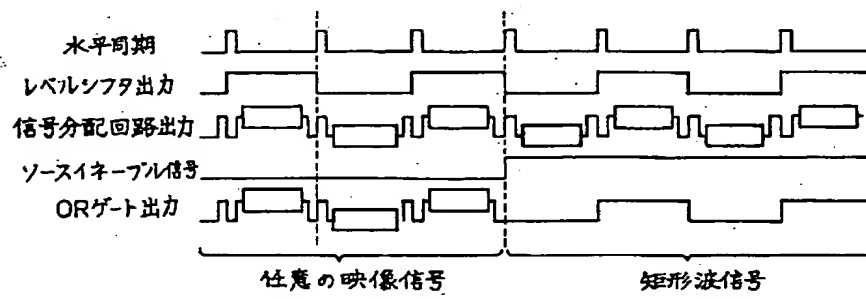 水平同期
レベルシフタ出力
信号分配回路出力
ソースイネーブル信号
ORゲート出力
任意の映像信号
矩形波信号